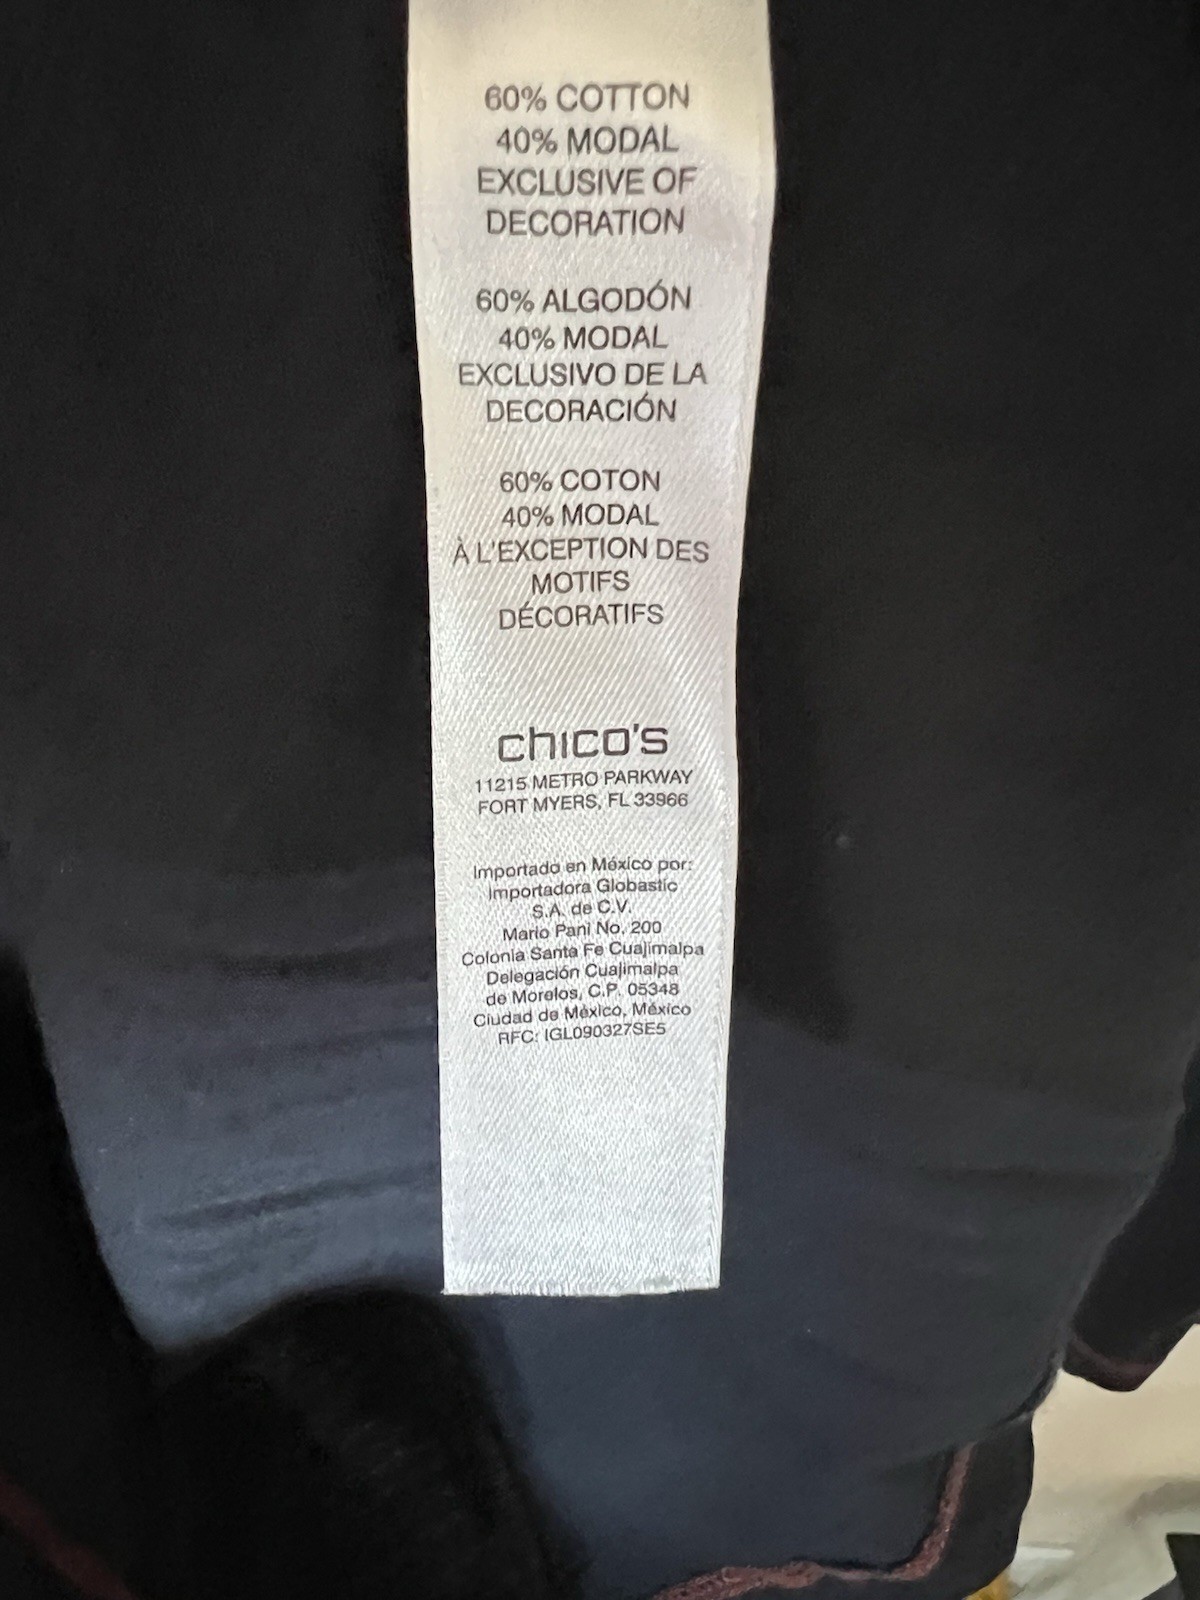 60% COTTON
40% MODAL
EXCLUSIVE OF
DECORATION
60% ALGODÓN
40% MODAL
EXCLUSIVO DE LA
DECORACIÓN
60% COTON
40% MODAL
À L'EXCEPTION DES
MOTIFS
DÉCORATIFS
chico's
11215 METRO PARKWAY
FORT MYERS, FL 33966
Importado en México por:
Importadora Globastic
S.A. de C.V.
Mario Pani No. 200
Colonia Santa Fe Cuajimalpa
Delegación Cuajimalpa
de Morelos, C.P. 05348
Ciudad de México, México
RFC: IGL090327SE5